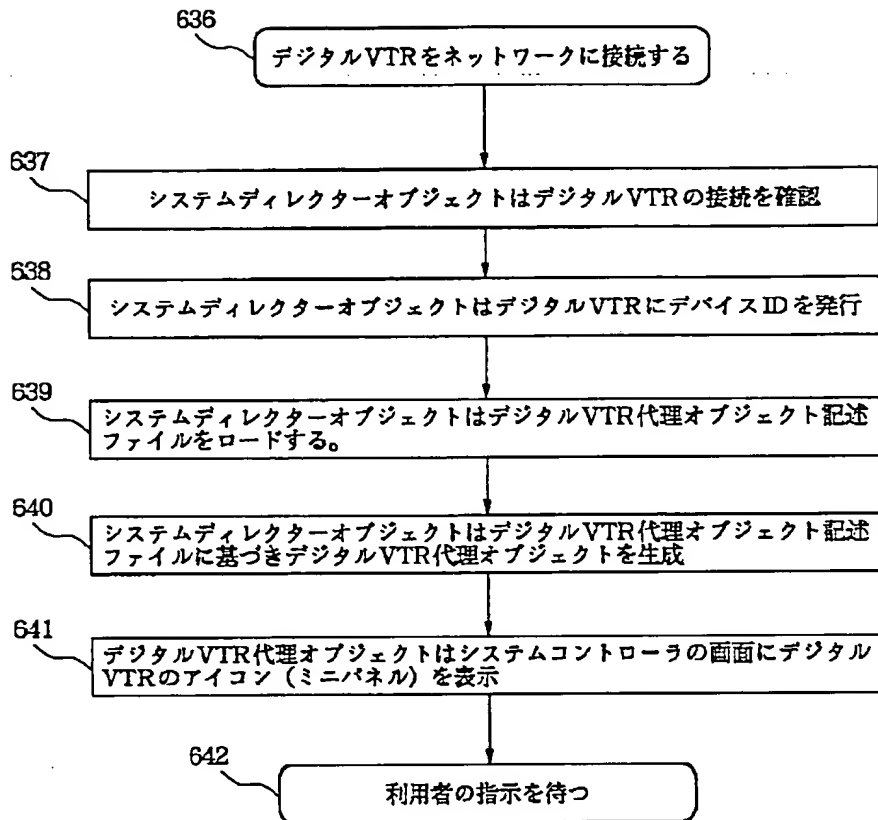 636
デジタルVTRをネットワークに接続する
637
システムディレクターオブジェクトはデジタルVTRの接続を確認
638
システムディレクターオブジェクトはデジタルVTRにデバイスIDを発行
639
システムディレクターオブジェクトはデジタルVTR代理オブジェクト記述
ファイルをロードする。
640
システムディレクターオブジェクトはデジタルVTR代理オブジェクト記述
ファイルに基づきデジタルVTR代理オブジェクトを生成
641
デジタルVTR代理オブジェクトはシステムコントローラの画面にデジタル
VTRのアイコン（ミニパネル）を表示
642
利用者の指示を待つ